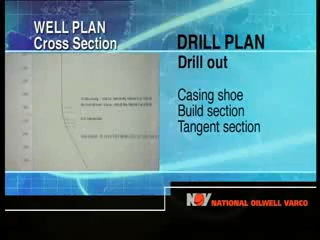 WELL PLAN
Cross Section
DRILL PLAN
Drill out
Casing shoe
Build section
Tangent section
NOV NATIONAL OILWELL VARCO